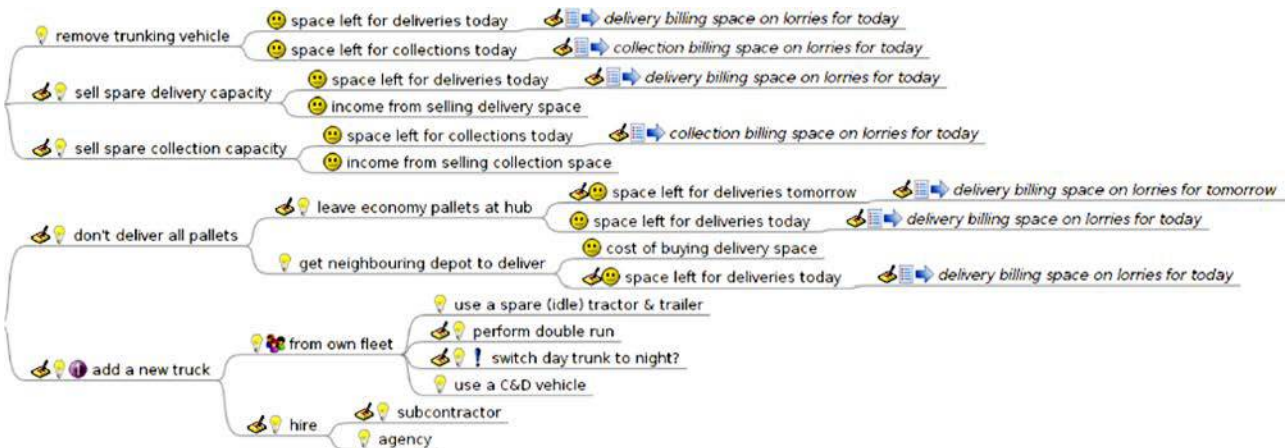 remove trunking vehicle
space left for deliveries today
delivery billing space on lorries for today
space left for collections today
collection billing space on lorries for today
sell spare delivery capacity
space left for deliveries today
delivery billing space on lorries for today
income from selling delivery space
sell spare collection capacity
space left for collections today
collection billing space on lorries for today
income from selling collection space
don't deliver all pallets
leave economy pallets at hub
space left for deliveries tomorrow
delivery billing space on lorries for tomorrow
space left for deliveries today
delivery billing space on lorries for today
get neighbouring depot to deliver
cost of buying delivery space
space left for deliveries today
delivery billing space on lorries for today
1 add a new truck
from own fleet
use a spare (idle) tractor & trailer
perform double run
! switch day trunk to night?
use a C&D vehicle
hire
subcontractor
agency